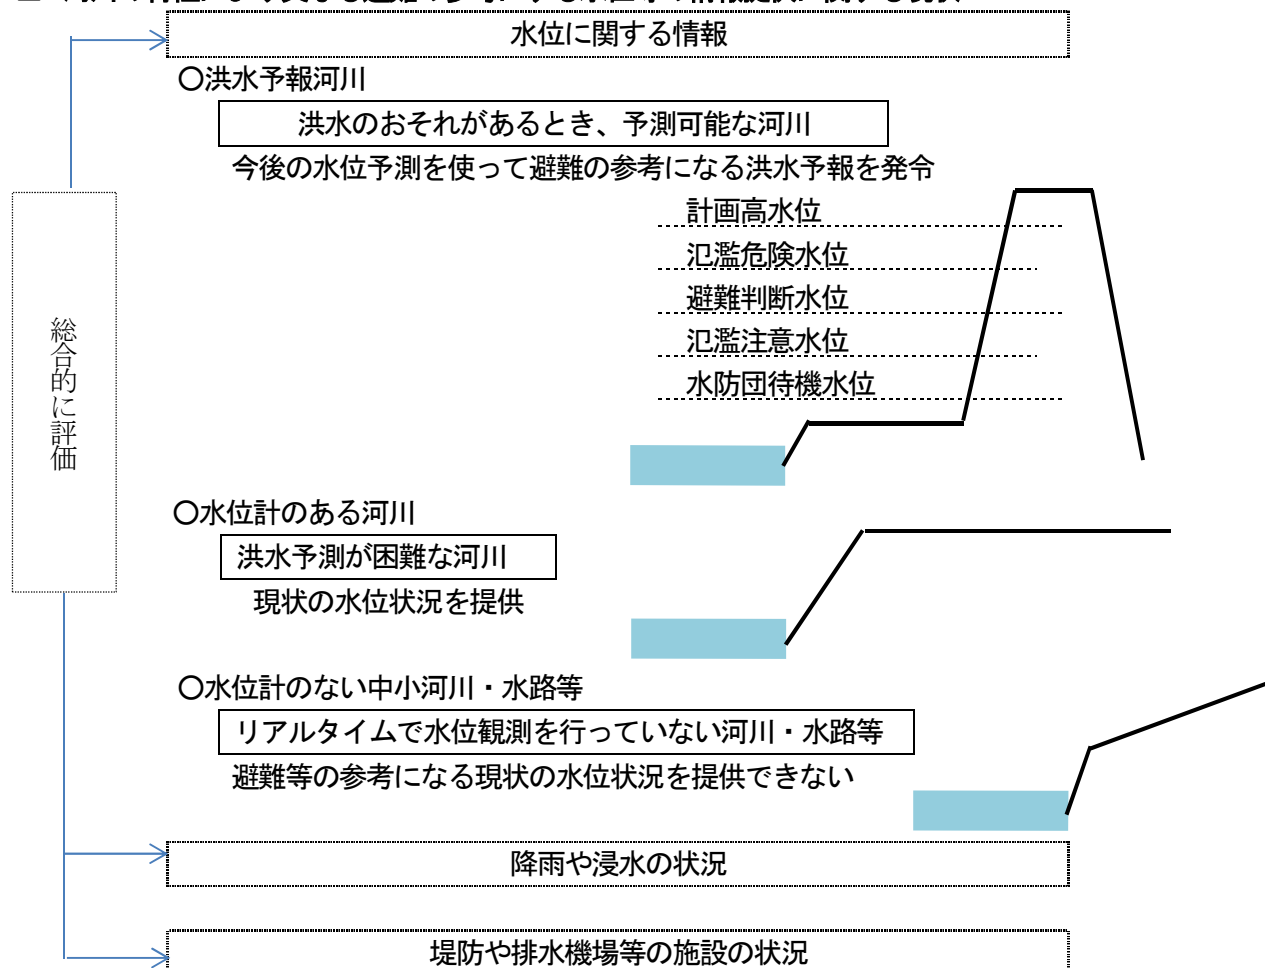 水位に関する情報
〇洪水予報河川
洪水のおそれがあるとき、予測可能な河川
今後の水位予測を使って避難の参考になる洪水予報を発令
計画高水位
氾濫危険水位
避難判断水位
氾濫注意水位
水防団待機水位
総合的に評価
〇水位計のある河川
洪水予測が困難な河川
現状の水位状況を提供
〇水位計のない中小河川・水路等
リアルタイムで水位観測を行っていない河川・水路等
避難等の参考になる現状の水位状況を提供できない
降雨や浸水の状況
堤防や排水機場等の施設の状況